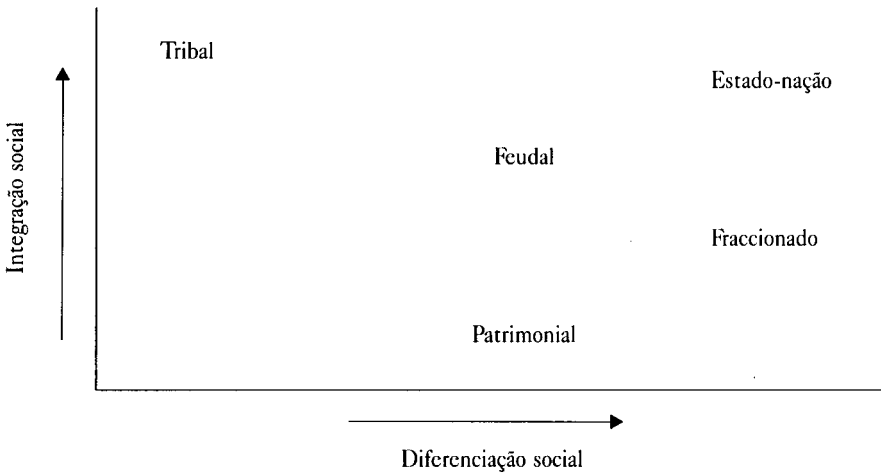 Tribal
Estado-nação
Feudal
Integração social
Fraccionado
Patrimonial
Diferenciação social